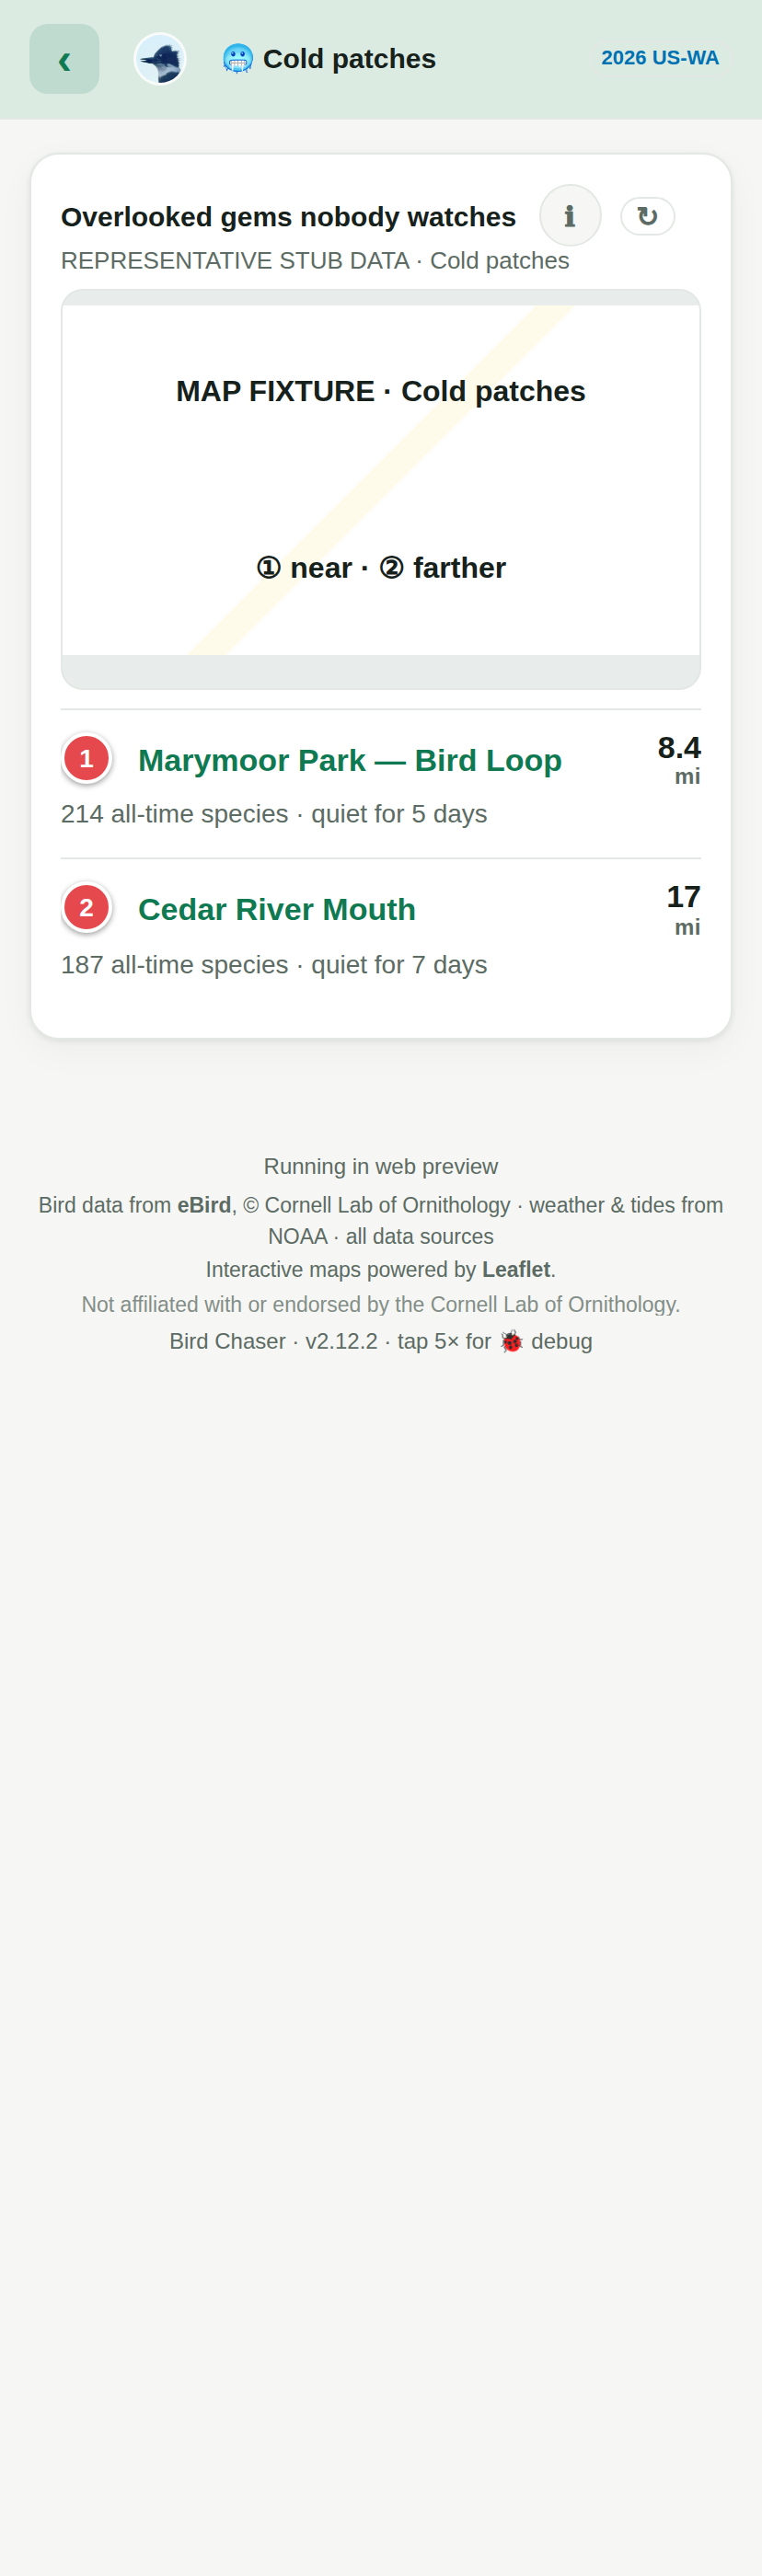 ‹ 🥶 Cold patches 2026 US-WA
Overlooked gems nobody watches ℹ ↻
REPRESENTATIVE STUB DATA · Cold patches
MAP FIXTURE · Cold patches
① near · ② farther
1 Marymoor Park — Bird Loop 8.4
mi
214 all-time species · quiet for 5 days
2 Cedar River Mouth 17
mi
187 all-time species · quiet for 7 days
Running in web preview
Bird data from eBird, © Cornell Lab of Ornithology · weather & tides from
NOAA · all data sources
Interactive maps powered by Leaflet.
Not affiliated with or endorsed by the Cornell Lab of Ornithology.
Bird Chaser · v2.12.2 · tap 5× for 🐞 debug